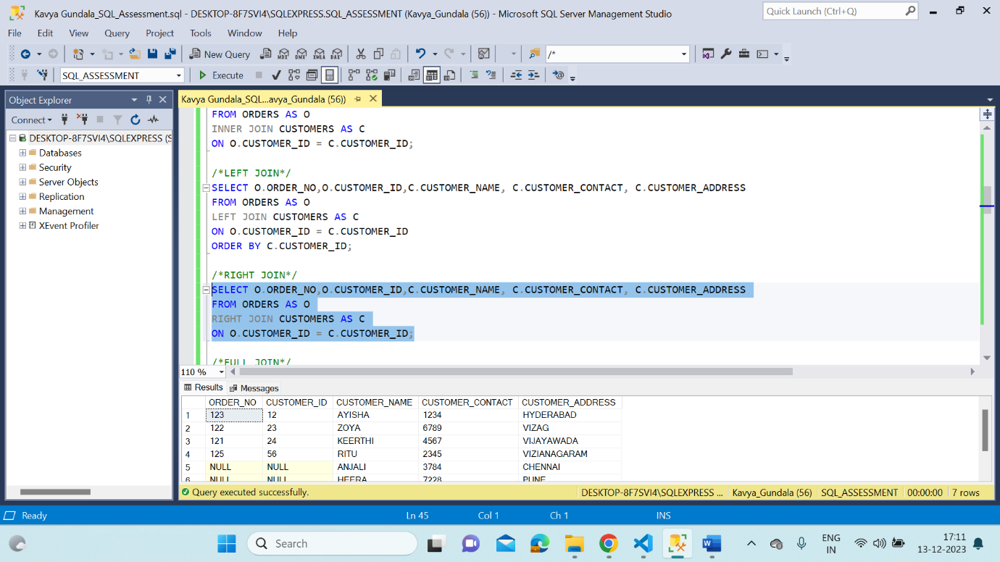 Kavya Gundala_SQL_Assessment.sql - DESKTOP-8F7SVI4\SQLEXPRESS.SQL_ASSESSMENT (Kavya_Gundala (56)) - Microsoft SQL Server Management Studio
Quick Launch (Ctrl+Q)
File Edit View Query Project Tools Window Help
New Query
MDX DMX XMLA DAX
/*
SQL_ASSESSMENT
Execute
Object Explorer
Connect
DESKTOP-8F7SVI4\SQLEXPRESS (S
Databases
Security
Server Objects
Replication
Management
XEvent Profiler
Kavya Gundala_SQL...avya_Gundala (56))
FROM ORDERS AS O
INNER JOIN CUSTOMERS AS C
ON O.CUSTOMER_ID = C.CUSTOMER_ID;
/*LEFT JOIN*/
SELECT O.ORDER_NO,O.CUSTOMER_ID,C.CUSTOMER_NAME, C.CUSTOMER_CONTACT, C.CUSTOMER_ADDRESS
FROM ORDERS AS O
LEFT JOIN CUSTOMERS AS C
ON O.CUSTOMER_ID = C.CUSTOMER_ID
ORDER BY C.CUSTOMER_ID;
/*RIGHT JOIN*/
SELECT O.ORDER_NO,O.CUSTOMER_ID,C.CUSTOMER_NAME, C.CUSTOMER_CONTACT, C.CUSTOMER_ADDRESS
FROM ORDERS AS O
RIGHT JOIN CUSTOMERS AS C
ON O.CUSTOMER_ID = C.CUSTOMER_ID;
/*FULL JOIN*/
110 %
Results Messages
ORDER_NO CUSTOMER_ID CUSTOMER_NAME CUSTOMER_CONTACT CUSTOMER_ADDRESS
1 123 12 AYISHA 1234 HYDERABAD
2 122 23 ZOYA 6789 VIZAG
3 121 24 KEERTHI 4567 VIJAYAWADA
4 125 56 RITU 2345 VIZIANAGARAM
5 NULL NULL ANJALI 3784 CHENNAI
6 NULL NULL HEERA 7228 PUNE
Query executed successfully. DESKTOP-8F7SVI4\SQLEXPRESS ... Kavya_Gundala (56) SQL_ASSESSMENT 00:00:00 7 rows
Ready Ln 45 Col 1 Ch 1 INS
Search
ENG
IN
17:11
13-12-2023